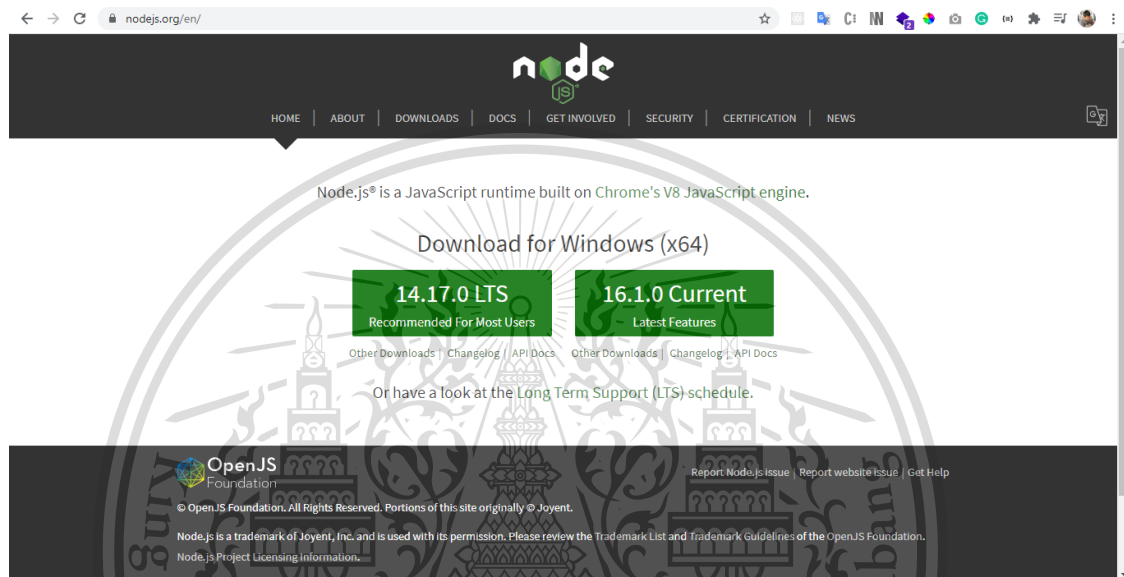 nodejs.org/en/
2
node
JS
HOME | ABOUT | DOWNLOADS | DOCS | GET INVOLVED | SECURITY | CERTIFICATION | NEWS
Node.js® is a JavaScript runtime built on Chrome's V8 JavaScript engine.
Download for Windows (x64)
14.17.0 LTS
Recommended For Most Users
16.1.0 Current
Latest Features
Other Downloads | Changelog | API Docs
Other Downloads | Changelog | API Docs
Or have a look at the Long Term Support (LTS) schedule.
OpenJS
Foundation
Report Node.js issue | Report website issue | Get Help
© OpenJS Foundation. All Rights Reserved. Portions of this site originally © Joyent.
Node.js is a trademark of Joyent, Inc. and is used with its permission. Please review the Trademark List and Trademark Guidelines of the OpenJS Foundation.
Node.js Project Licensing Information.